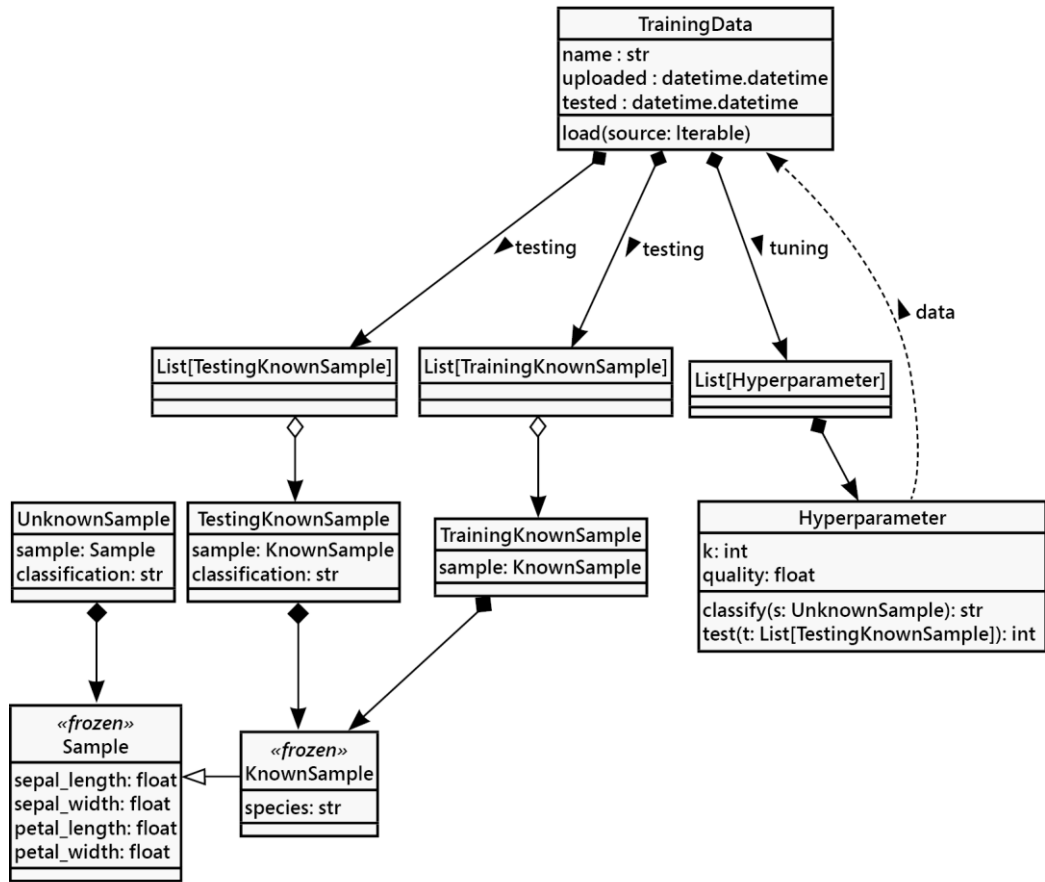 TrainingData
name : str
uploaded : datetime.datetime
tested : datetime.datetime
load(source: Iterable)
testing
testing
tuning
data
List[TestingKnownSample]
List[TrainingKnownSample]
List[Hyperparameter]
UnknownSample
sample: Sample
classification: str
TestingKnownSample
sample: KnownSample
classification: str
TrainingKnownSample
sample: KnownSample
Hyperparameter
k: int
quality: float
classify(s: UnknownSample): str
test(t: List[TestingKnownSample]): int
«frozen»
Sample
sepal_length: float
sepal_width: float
petal_length: float
petal_width: float
«frozen»
KnownSample
species: str